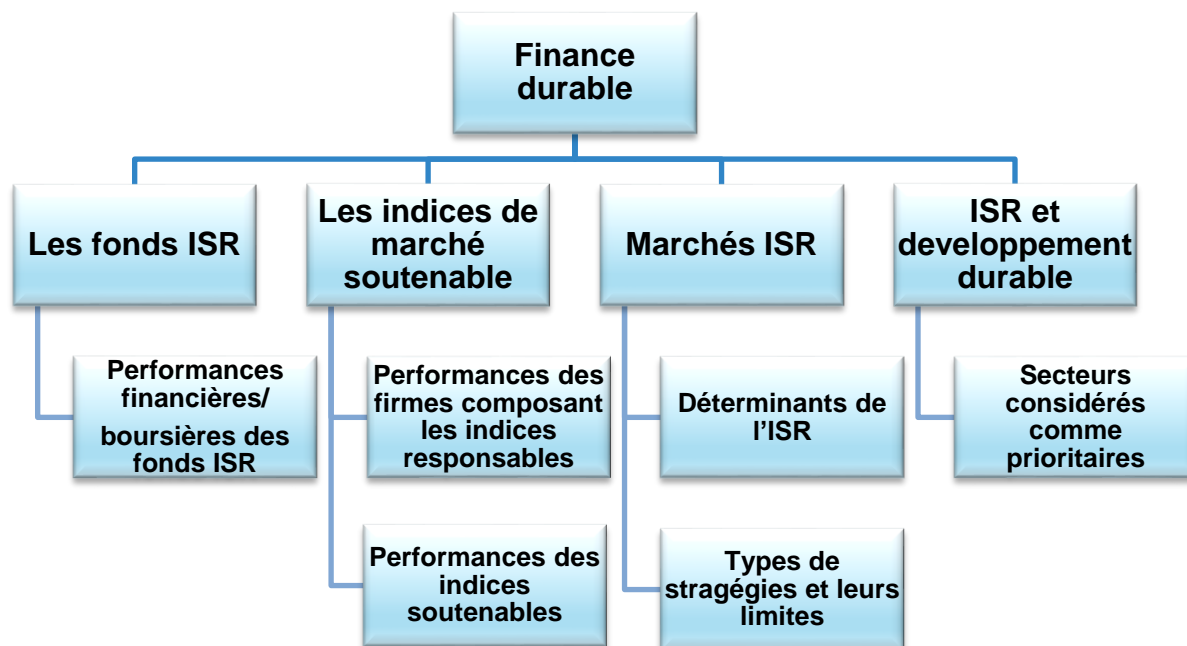 Finance
durable
Les fonds ISR
Les indices de
marché
soutenable
Marchés ISR
ISR et
developpement
durable
Performances
financières/
boursières des
fonds ISR
Performances des
firmes composant
les indices
responsables
Déterminants de
l'ISR
Secteurs
considérés
comme
prioritaires
Performances des
indices
soutenables
Types de
stragégies et leurs
limites